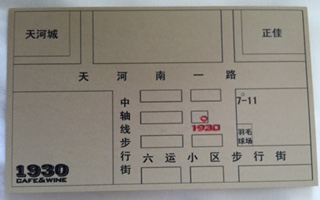 天河城
正佳
天河南一路
中轴线步行街
7-11
1930
羽毛
球场
六运小区步行街
1930
CAFE&WINE